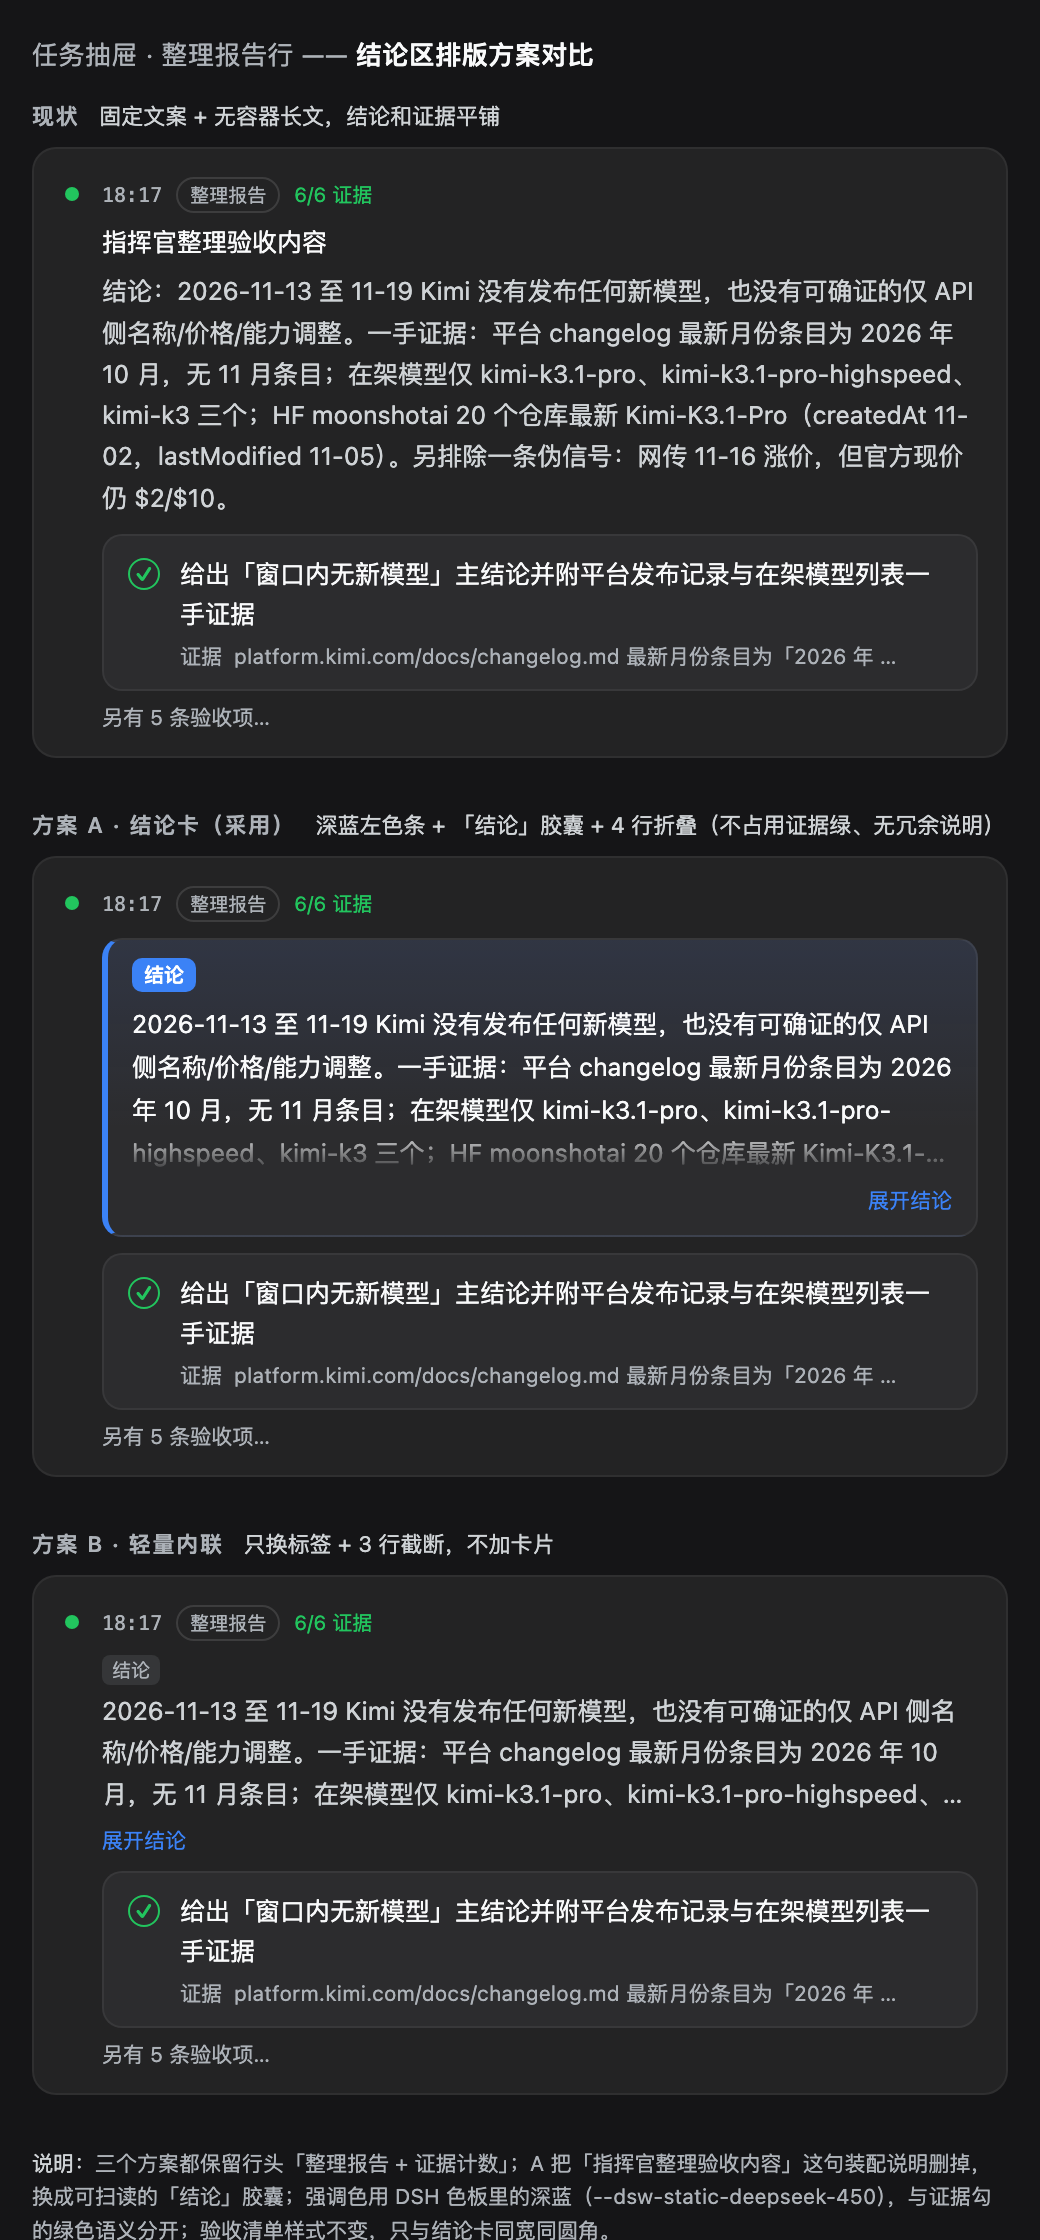 任务抽屉 · 整理报告行 —— 结论区排版方案对比
现状 固定文案 + 无容器长文，结论和证据平铺
18:17 整理报告 6/6 证据
指挥官整理验收内容
结论：2026-11-13 至 11-19 Kimi 没有发布任何新模型，也没有可确证的仅 API
侧名称/价格/能力调整。一手证据：平台 changelog 最新月份条目为 2026 年
10 月，无 11 月条目；在架模型仅 kimi-k3.1-pro、kimi-k3.1-pro-highspeed、
kimi-k3 三个；HF moonshotai 20 个仓库最新 Kimi-K3.1-Pro（createdAt 11-
02，lastModified 11-05）。另排除一条伪信号：网传 11-16 涨价，但官方现价
仍 $2/$10。
给出「窗口内无新模型」主结论并附平台发布记录与在架模型列表一
手证据
证据 platform.kimi.com/docs/changelog.md 最新月份条目为「2026 年 ...
另有 5 条验收项...
方案 A · 结论卡（采用） 深蓝左色条 + 「结论」胶囊 + 4 行折叠（不占用证据绿、无冗余说明）
18:17 整理报告 6/6 证据
结论
2026-11-13 至 11-19 Kimi 没有发布任何新模型，也没有可确证的仅 API
侧名称/价格/能力调整。一手证据：平台 changelog 最新月份条目为 2026
年 10 月，无 11 月条目；在架模型仅 kimi-k3.1-pro、kimi-k3.1-pro-
highspeed、kimi-k3 三个；HF moonshotai 20 个仓库最新 Kimi-K3.1-...
展开结论
给出「窗口内无新模型」主结论并附平台发布记录与在架模型列表一
手证据
证据 platform.kimi.com/docs/changelog.md 最新月份条目为「2026 年 ...
另有 5 条验收项...
方案 B · 轻量内联 只换标签 + 3 行截断，不加卡片
18:17 整理报告 6/6 证据
结论
2026-11-13 至 11-19 Kimi 没有发布任何新模型，也没有可确证的仅 API 侧名
称/价格/能力调整。一手证据：平台 changelog 最新月份条目为 2026 年 10
月，无 11 月条目；在架模型仅 kimi-k3.1-pro、kimi-k3.1-pro-highspeed、...
展开结论
给出「窗口内无新模型」主结论并附平台发布记录与在架模型列表一
手证据
证据 platform.kimi.com/docs/changelog.md 最新月份条目为「2026 年 ...
另有 5 条验收项...
说明：三个方案都保留行头「整理报告 + 证据计数」；A 把「指挥官整理验收内容」这句装配说明删掉，
换成可扫读的「结论」胶囊；强调色用 DSH 色板里的深蓝（--dsw-static-deepseek-450），与证据勾
的绿色语义分开；验收清单样式不变，只与结论卡同宽同圆角。